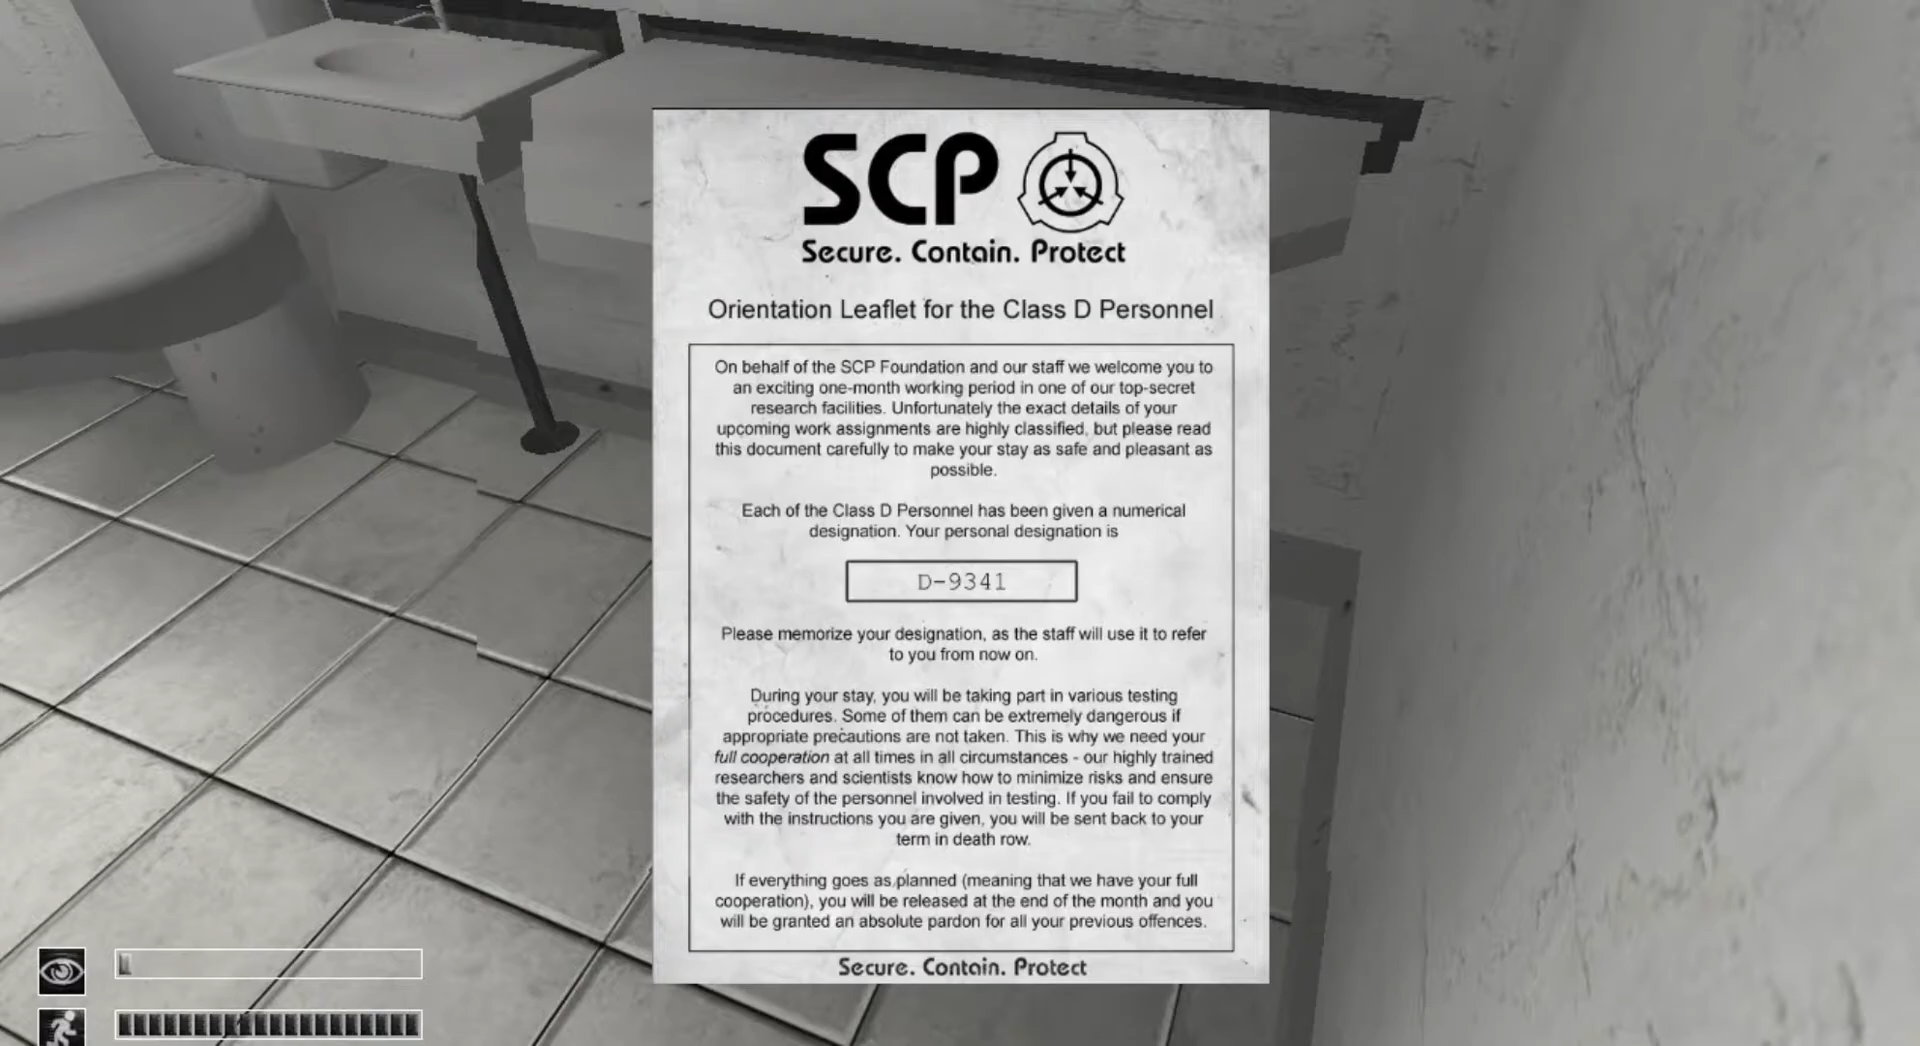 SCP
Secure. Contain. Protect
Orientation Leaflet for the Class D Personnel
On behalf of the SCP Foundation and our staff we welcome you to
an exciting one-month working period in one of our top-secret
research facilities. Unfortunately the exact details of your
upcoming work assignments are highly classified, but please read
this document carefully to make your stay as safe and pleasant as
possible.
Each of the Class D Personnel has been given a numerical
designation. Your personal designation is
D-9341
Please memorize your designation, as the staff will use it to refer
to you from now on.
During your stay, you will be taking part in various testing
procedures. Some of them can be extremely dangerous if
appropriate precautions are not taken. This is why we need your
full cooperation at all times in all circumstances - our highly trained
researchers and scientists know how to minimize risks and ensure
the safety of the personnel involved in testing. If you fail to comply
with the instructions you are given, you will be sent back to your
term in death row.
If everything goes as planned (meaning that we have your full
cooperation), you will be released at the end of the month and you
will be granted an absolute pardon for all your previous offences.
Secure. Contain. Protect